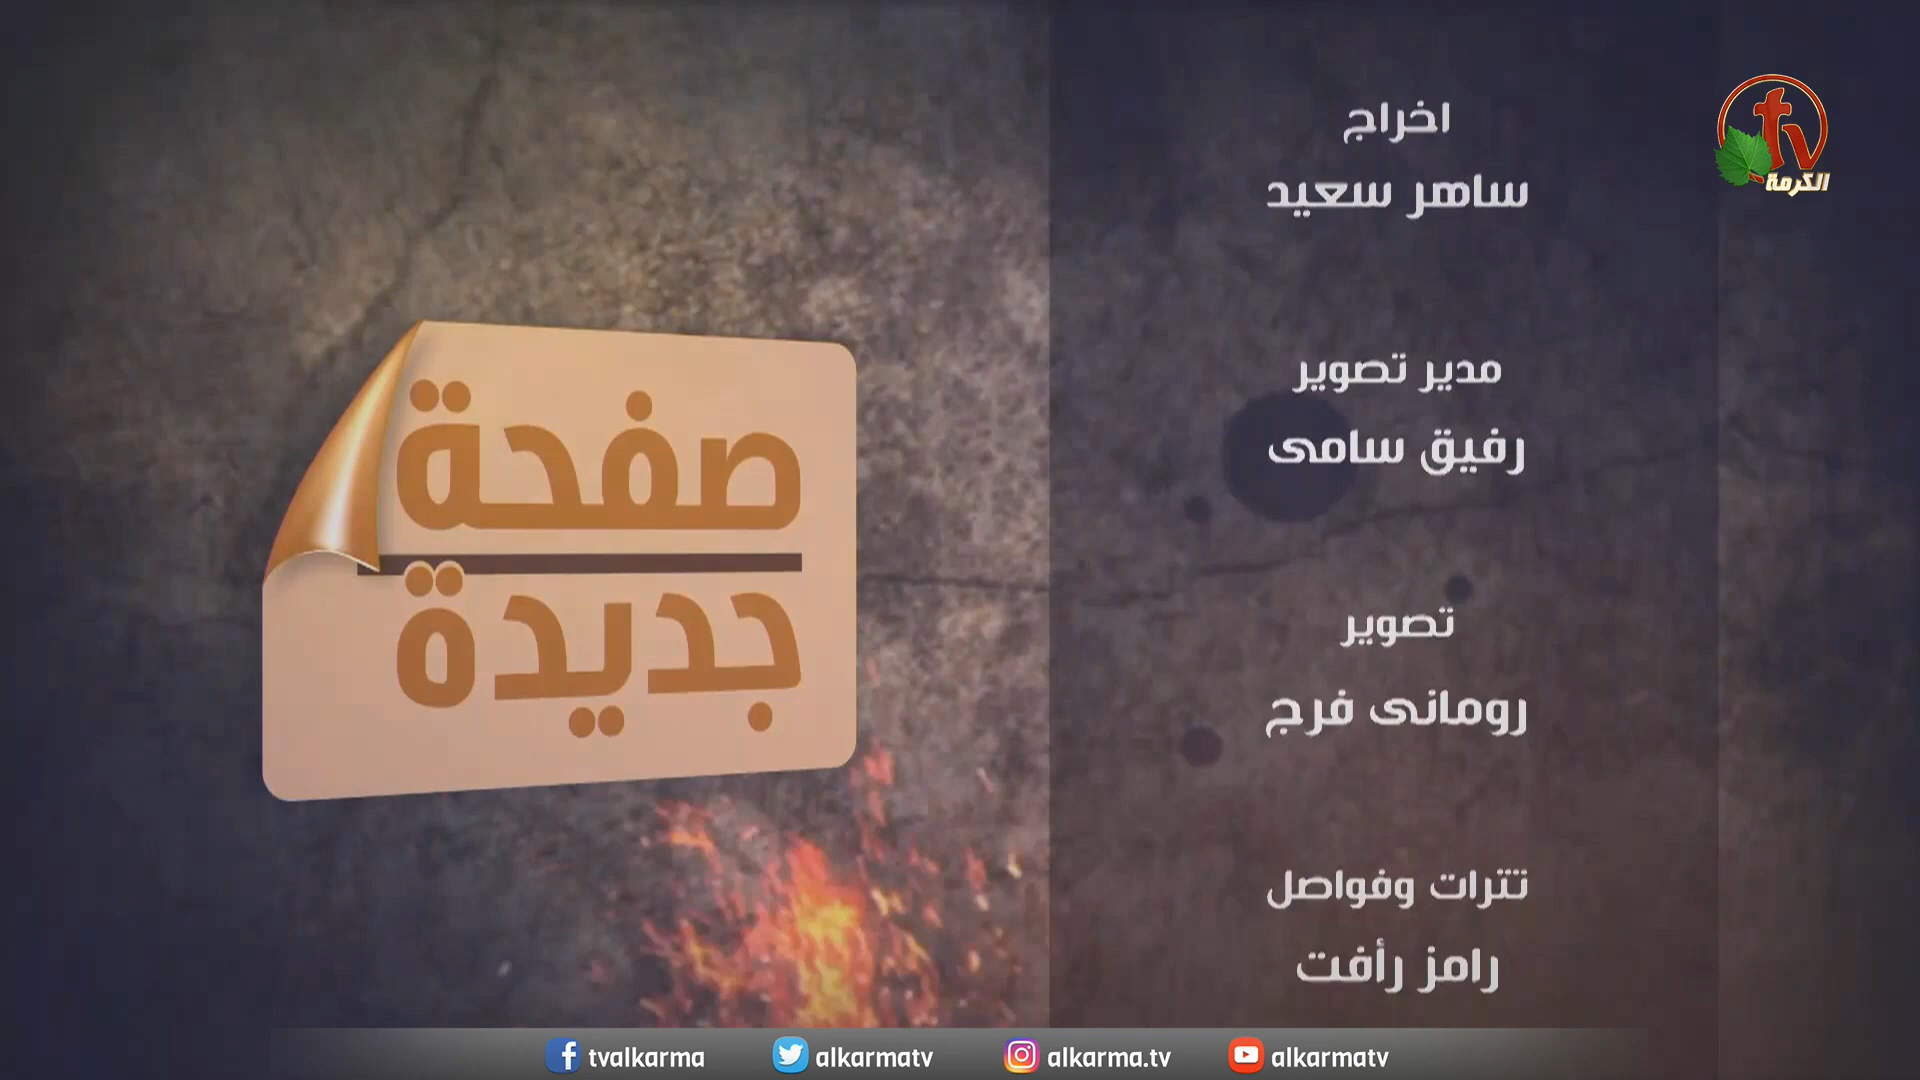 اخراج
ساهر سعيد
مدير تصوير
رفيق سامى
تصوير
رومانى فرج
تترات وفواصل
رامز رأفت
صفحة
جديدة
tv
الكرمة
tvalkarma
alkarmatv
alkarma.tv
alkarmatv